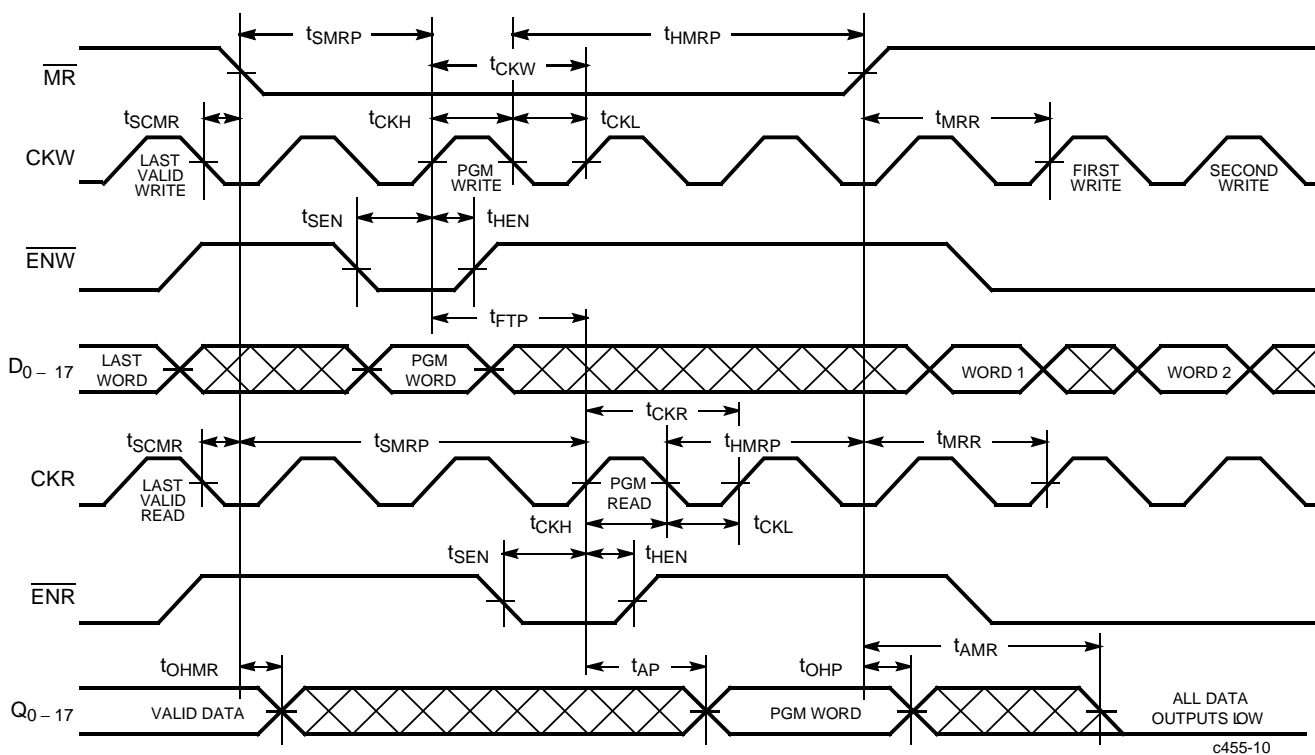 tSMRP
tHMRP
MR
tCKW
tSCMR
tCKH
tCKL
tMRR
CKW
LAST
VALID
WRITE
PGM
WRITE
FIRST
WRITE
SECOND
WRITE
tSEN
tHEN
ENW
tFTP
D0 – 17
LAST
WORD
PGM
WORD
WORD 1
WORD 2
tCKR
tSCMR
tSMRP
tHMRP
tMRR
CKR
LAST
VALID
READ
PGM
READ
tCKH
tCKL
tSEN
tHEN
ENR
tOHMR
tAP
tOHP
tAMR
Q0 – 17
VALID DATA
PGM WORD
ALL DATA
OUTPUTS LOW
c455-10